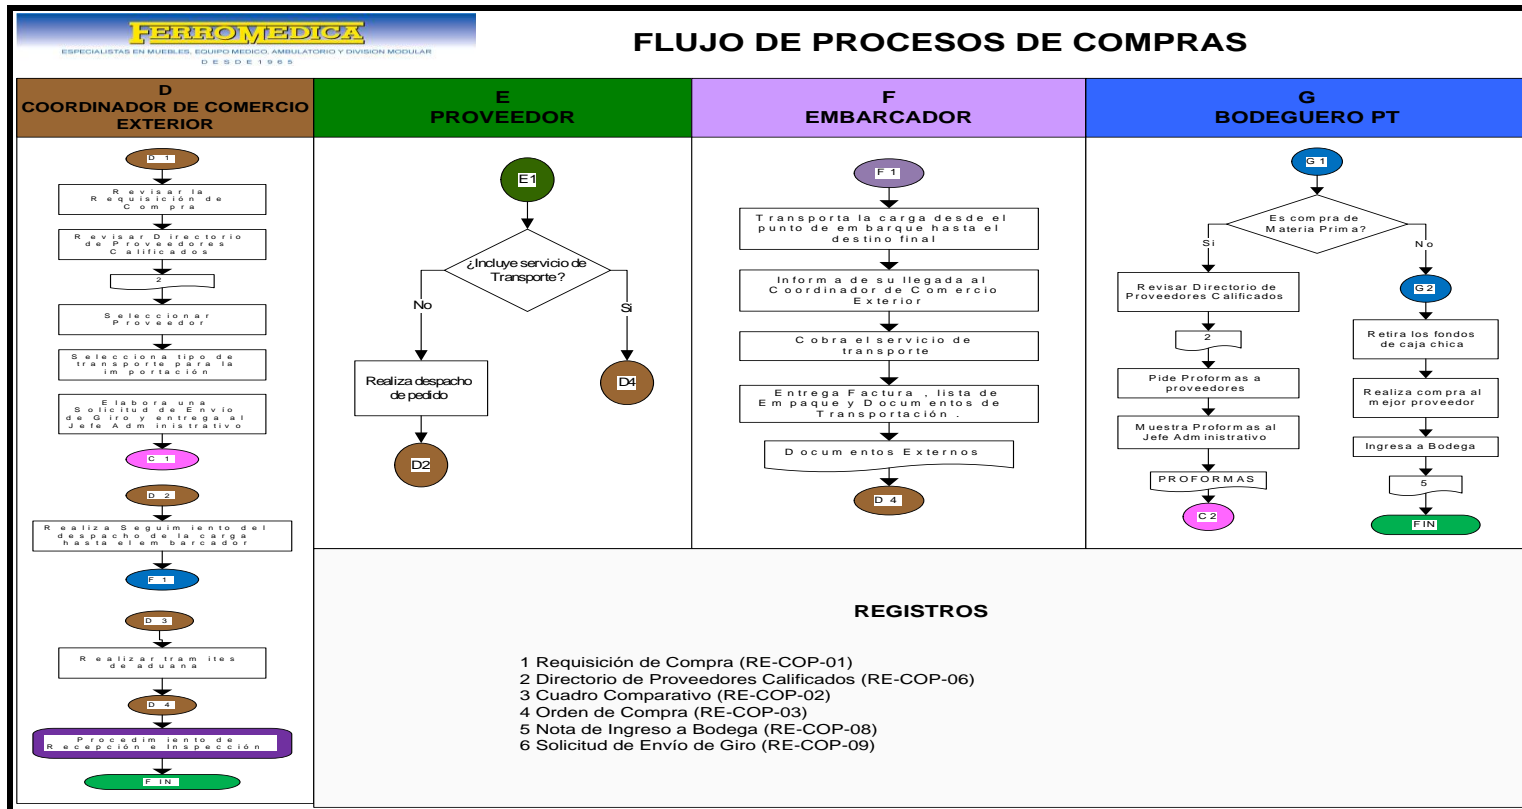 FERROMEDICA
ESPECIALISTAS EN MUEBLES, EQUIPO MEDICO, AMBULATORIO Y DIVISION MODULAR
DESDE 1965
FLUJO DE PROCESOS DE COMPRAS
D
COORDINADOR DE COMERCIO
EXTERIOR
D 1
Revisar la
Requisición de
Compra
Revisar Directorio
de Proveedores
Calificados
2
Seleccionar
Proveedor
Selecciona tipo de
transporte para la
importación
Elabora una
Solicitud de Envío
de Giro y entrega al
Jefe Administrativo
C 1
D 2
Realiza Seguimiento del
despacho de la carga
hasta el embarcador
F 1
D 3
Realizar tramites
de aduana
D 4
Procedimiento de
Recepción e Inspección
FIN
E
PROVEEDOR
E1
¿Incluye servicio de
Transporte?
No
Si
Realiza despacho
de pedido
D4
D2
F
EMBARCADOR
F 1
Transporta la carga desde el
punto de embarque hasta el
destino final
Informa de su llegada al
Coordinador de Comercio
Exterior
Cobra el servicio de
transporte
Entrega Factura , lista de
Empaque y Documentos de
Transportación .
Documentos Externos
D 4
G
BODEGUERO PT
G 1
Es compra de
Materia Prima?
Si
No
Revisar Directorio de
Proveedores Calificados
2
Pide Proformas a
proveedores
Muestra Proformas al
Jefe Administrativo
PROFORMAS
C 2
G 2
Retira los fondos
de caja chica
Realiza compra al
mejor proveedor
Ingresa a Bodega
5
FIN
REGISTROS
1 Requisición de Compra (RE-COP-01)
2 Directorio de Proveedores Calificados (RE-COP-06)
3 Cuadro Comparativo (RE-COP-02)
4 Orden de Compra (RE-COP-03)
5 Nota de Ingreso a Bodega (RE-COP-08)
6 Solicitud de Envío de Giro (RE-COP-09)